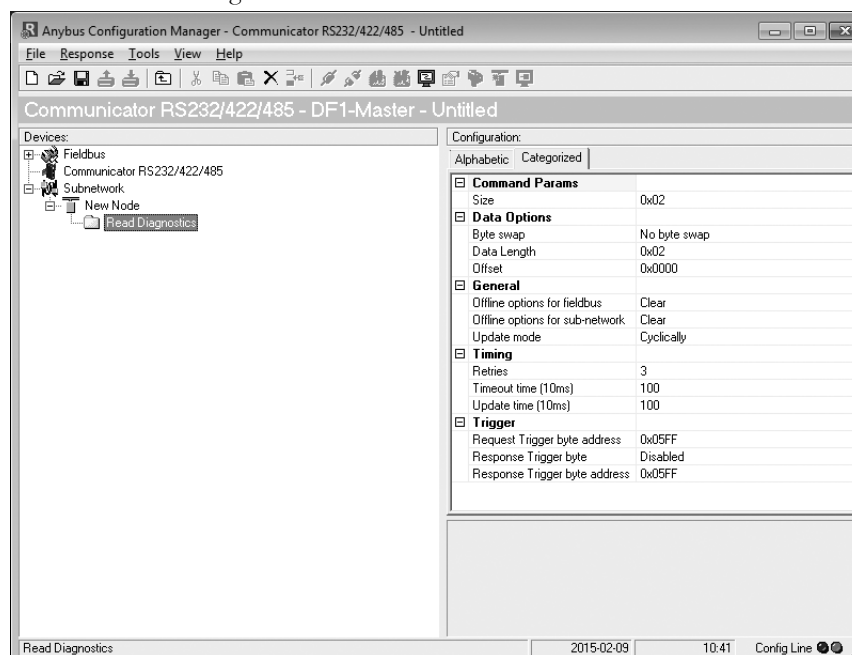 Anybus Configuration Manager - Communicator RS232/422/485 - Untitled
File Response Tools View Help
Communicator RS232/422/485 - DF1-Master - Untitled
Devices:
Fieldbus
Communicator RS232/422/485
Subnetwork
New Node
Read Diagnostics
Configuration:
Alphabetic Categorized
Command Params
Size 0x02
Data Options
Byte swap No byte swap
Data Length 0x02
Offset 0x0000
General
Offline options for fieldbus Clear
Offline options for sub-network Clear
Update mode Cyclically
Timing
Retries 3
Timeout time (10ms) 100
Update time (10ms) 100
Trigger
Request Trigger byte address 0x05FF
Response Trigger byte Disabled
Response Trigger byte address 0x05FF
Read Diagnostics 2015-02-09 10:41 Config Line